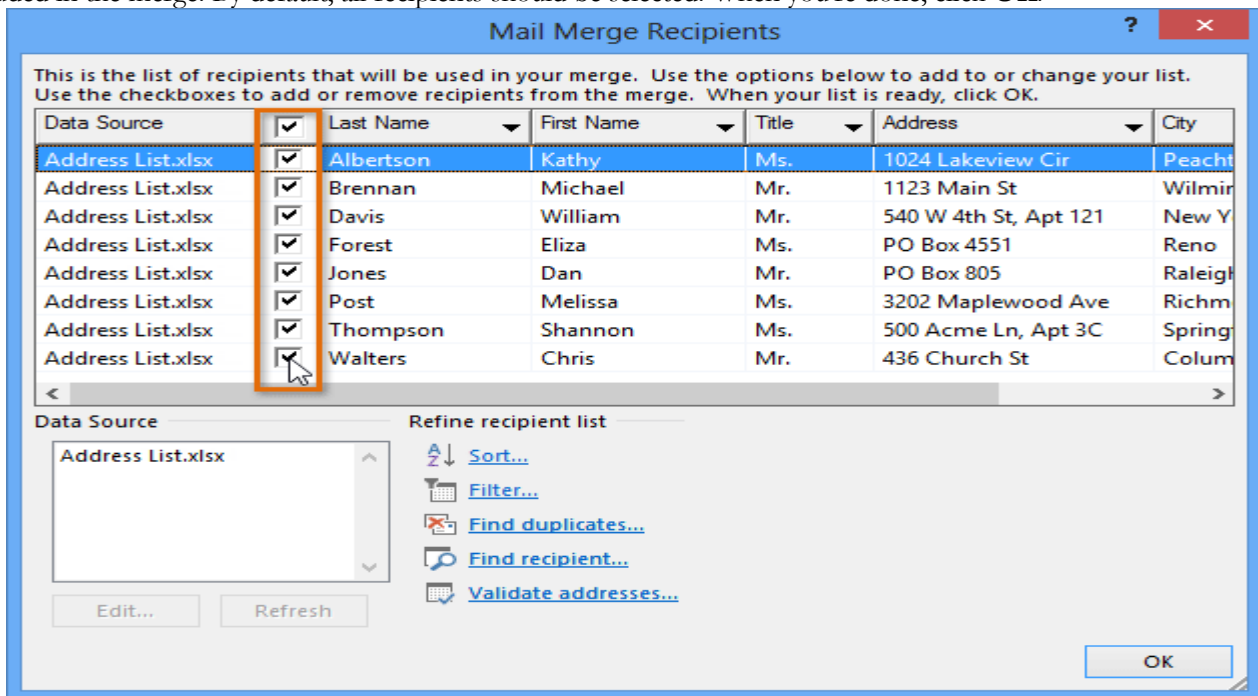 Mail Merge Recipients
?
This is the list of recipients that will be used in your merge. Use the options below to add to or change your list.
Use the checkboxes to add or remove recipients from the merge. When your list is ready, click OK.
Data Source Last Name First Name Title Address City
Address List.xlsx Albertson Kathy Ms. 1024 Lakeview Cir Peacht
Address List.xlsx Brennan Michael Mr. 1123 Main St Wilmin
Address List.xlsx Davis William Mr. 540 W 4th St, Apt 121 New Y
Address List.xlsx Forest Eliza Ms. PO Box 4551 Reno
Address List.xlsx Jones Dan Mr. PO Box 805 Raleigh
Address List.xlsx Post Melissa Ms. 3202 Maplewood Ave Richm
Address List.xlsx Thompson Shannon Ms. 500 Acme Ln, Apt 3C Spring
Address List.xlsx Walters Chris Mr. 436 Church St Colum
Data Source
Address List.xlsx
Edit... Refresh
Refine recipient list
Sort...
Filter...
Find duplicates...
Find recipient...
Validate addresses...
OK